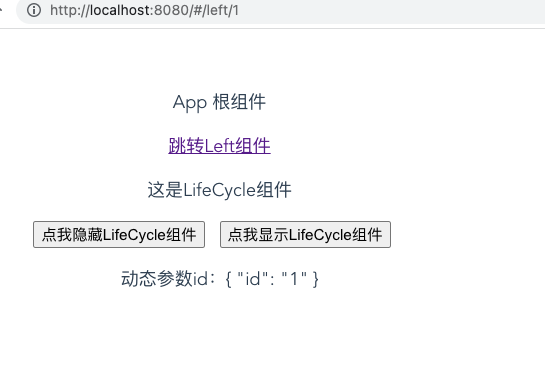 http://localhost:8080/#/left/1
App 根组件
跳转Left组件
这是LifeCycle组件
点我隐藏LifeCycle组件 点我显示LifeCycle组件
动态参数id：{ "id": "1" }